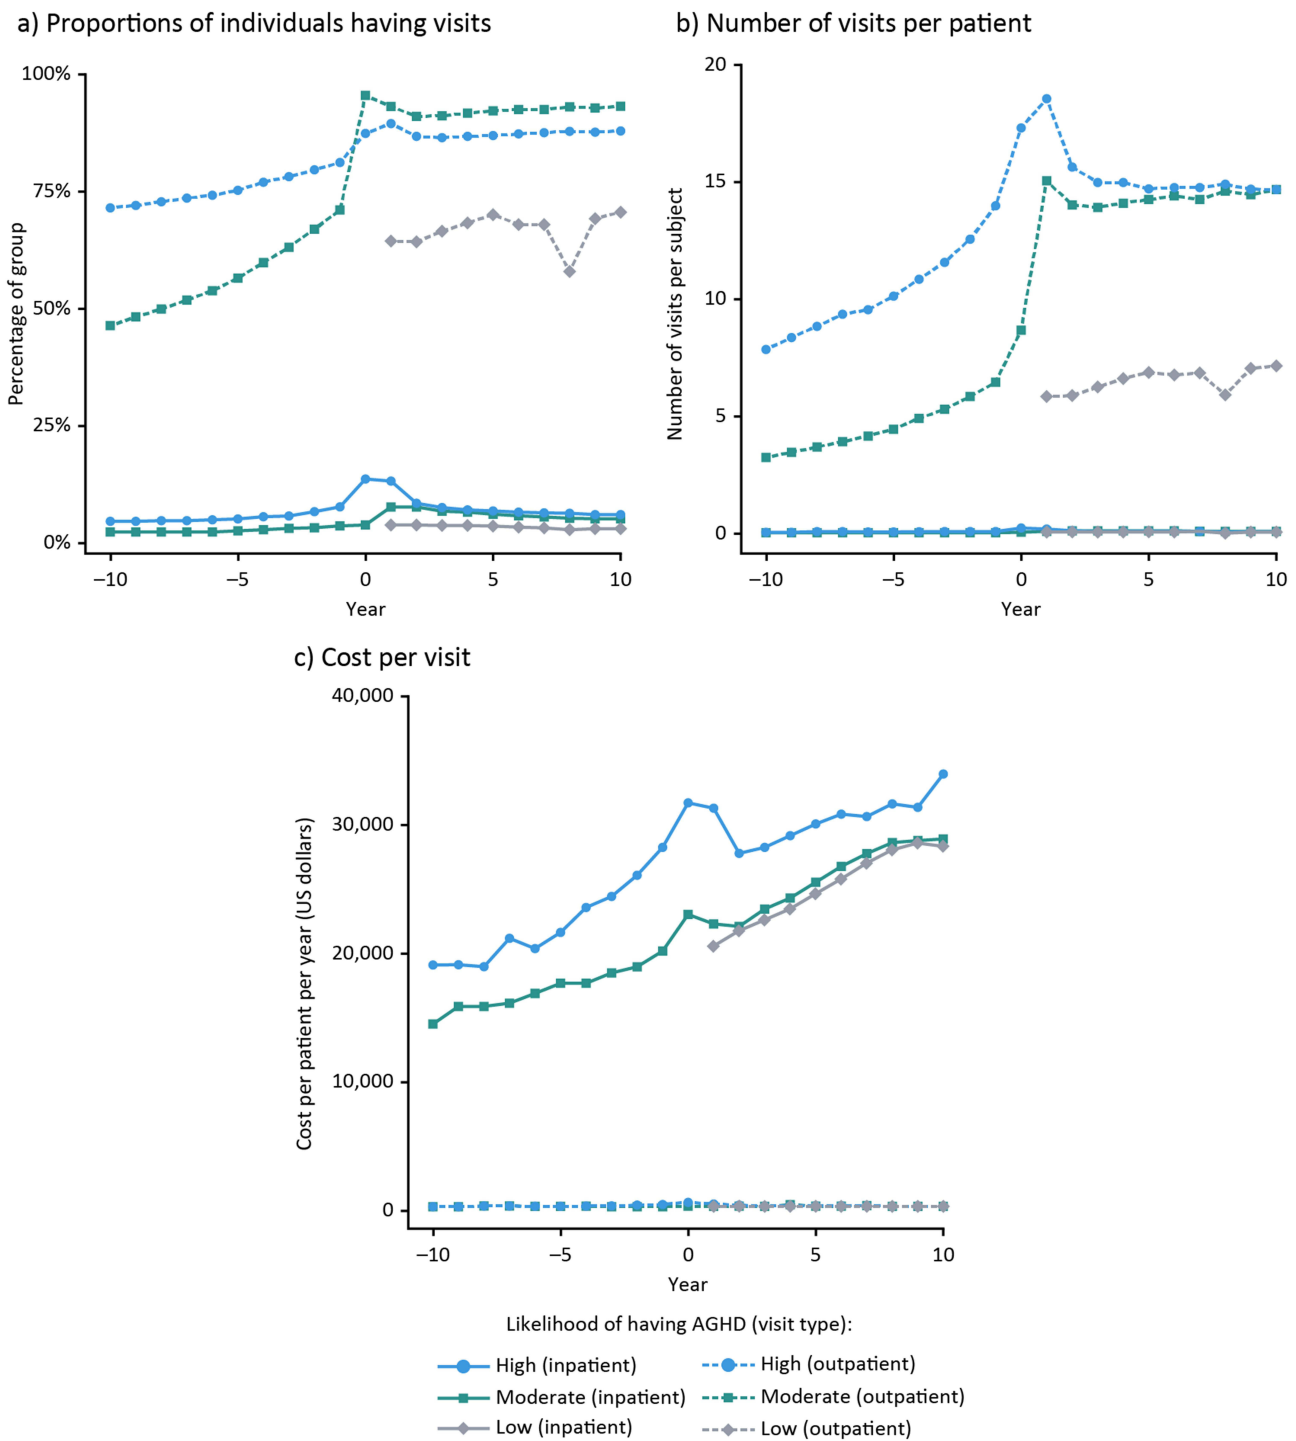 a) Proportions of individuals having visits
100%
75%
50%
25%
0%
Percentage of group
–10
–5
0
5
10
Year
b) Number of visits per patient
20
15
10
5
0
Number of visits per subject
–10
–5
0
5
10
Year
c) Cost per visit
40,000
30,000
20,000
10,000
0
Cost per patient per year (US dollars)
–10
–5
0
5
10
Year
Likelihood of having AGHD (visit type):
High (inpatient)
High (outpatient)
Moderate (inpatient)
Moderate (outpatient)
Low (inpatient)
Low (outpatient)